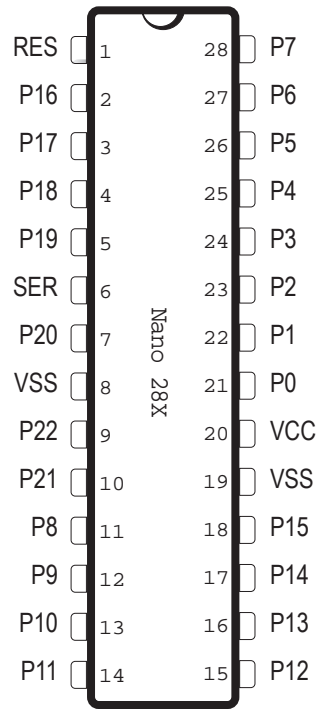 RES 1 28 P7
P16 2 27 P6
P17 3 26 P5
P18 4 25 P4
P19 5 24 P3
SER 6 23 P2
P20 7 22 P1
VSS 8 21 P0
P22 9 20 VCC
P21 10 19 VSS
P8 11 18 P15
P9 12 17 P14
P10 13 16 P13
P11 14 15 P12
Nano 28X